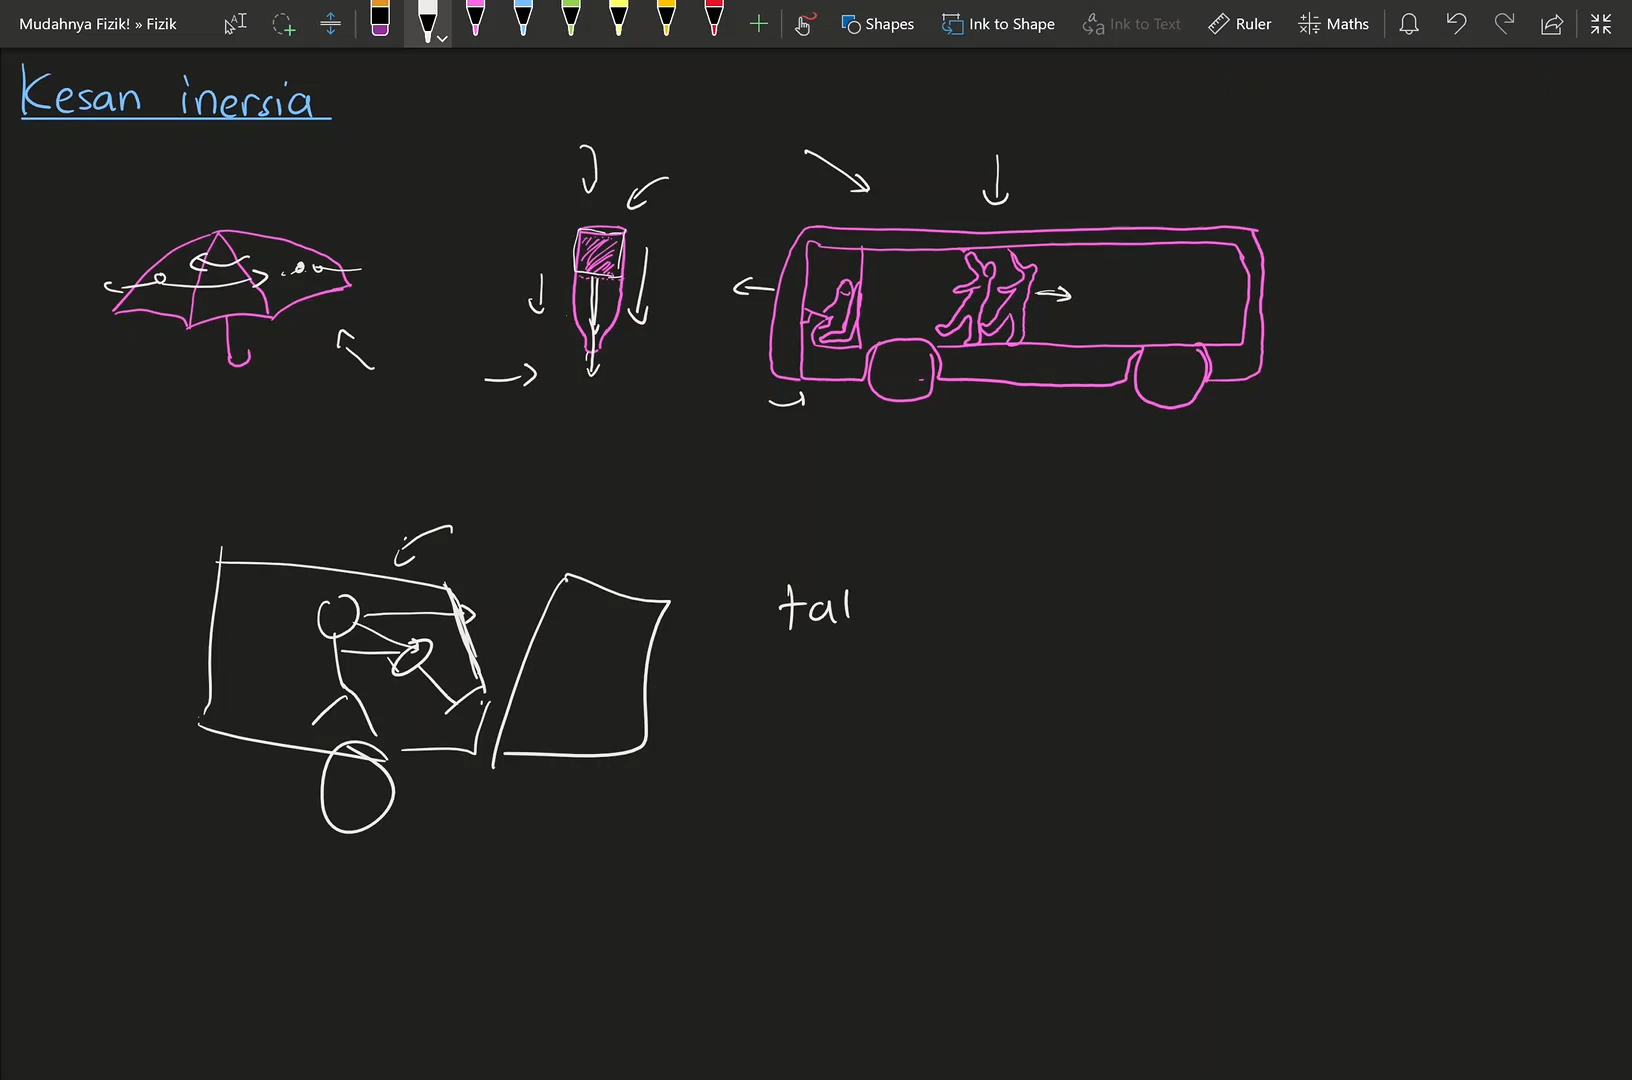 Mudahnya Fizik! » Fizik
Shapes
Ink to Shape
Ink to Text
Ruler
Maths
Kesan inersia
tal